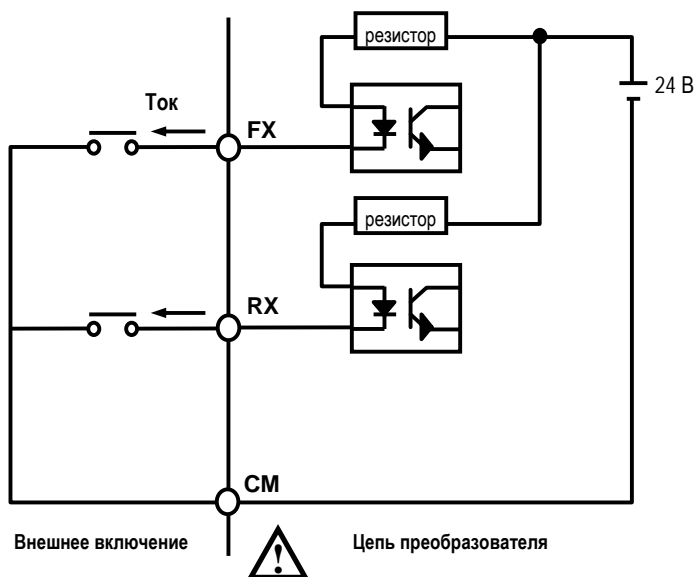 резистор
24 В
Ток
FX
резистор
RX
CM
Внешнее включение
Цепь преобразователя